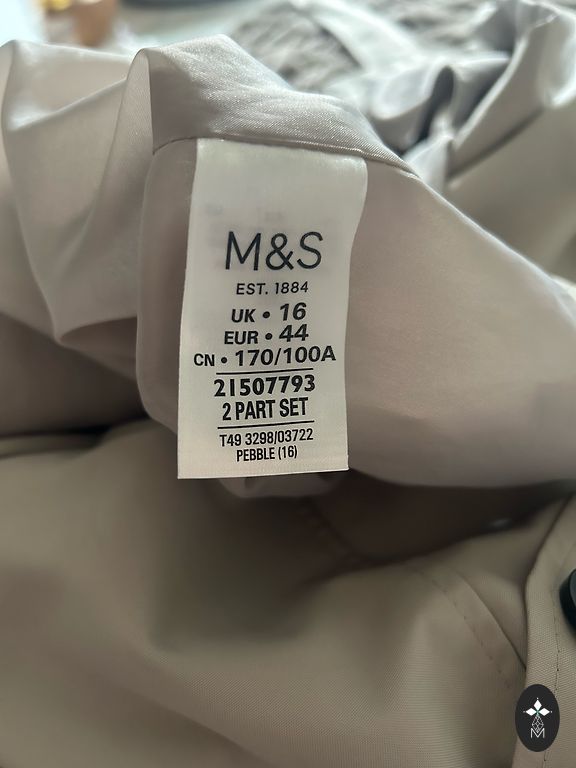 M&S
EST. 1884
UK • 16
EUR • 44
CN • 170/100A
21507793
2 PART SET
T49 3298/03722
PEBBLE (16)
M